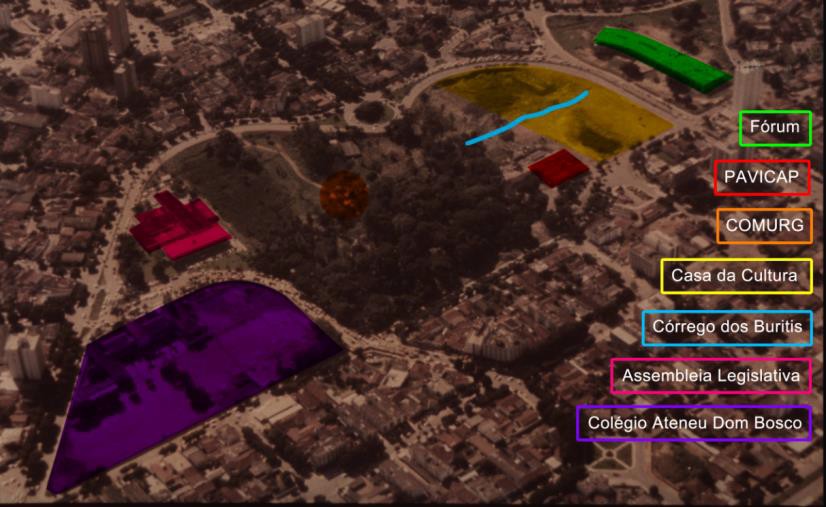 Fórum
PAVICAP
COMURG
Casa da Cultura
Córrego dos Buritis
Assembleia Legislativa
Colégio Ateneu Dom Bosco